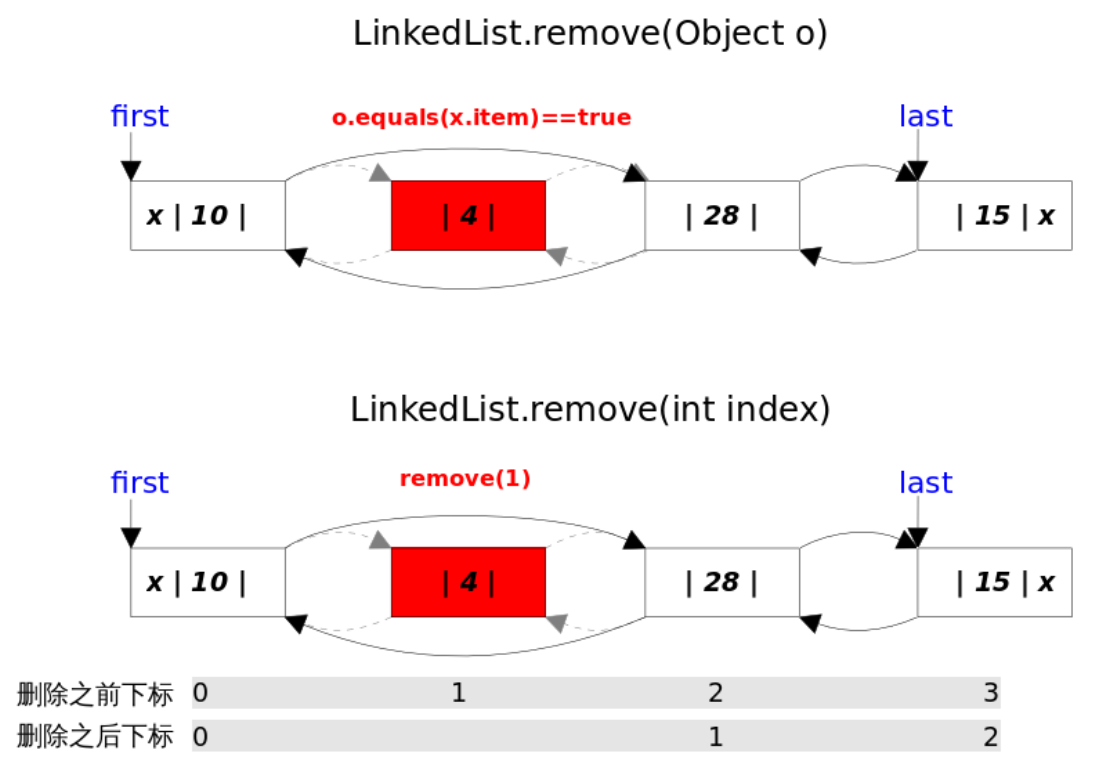 LinkedList.remove(Object o)
first
o.equals(x.item)==true
last
x | 10 |
| 4 |
| 28 |
| 15 | x
LinkedList.remove(int index)
first
remove(1)
last
x | 10 |
| 4 |
| 28 |
| 15 | x
删除之前下标 0 1 2 3
删除之后下标 0 1 2